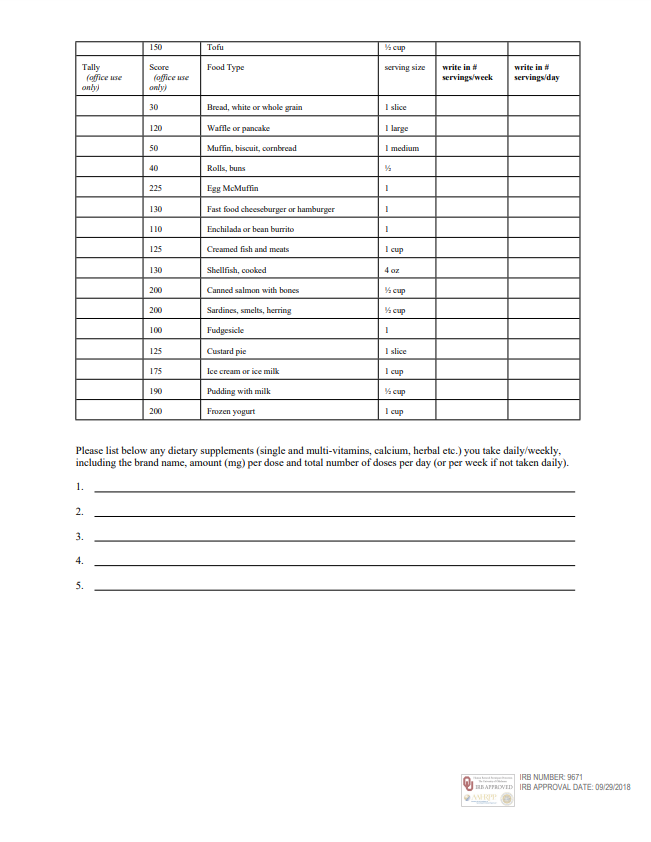 150 Tofu ½ cup
Tally (office use only) Score (office use only) Food Type serving size write in # servings/week write in # servings/day
30 Bread, white or whole grain 1 slice
120 Waffle or pancake 1 large
50 Muffin, biscuit, cornbread 1 medium
40 Rolls, buns ½
225 Egg McMuffin 1
130 Fast food cheeseburger or hamburger 1
110 Enchilada or bean burrito 1
125 Creamed fish and meats 1 cup
130 Shellfish, cooked 4 oz
200 Canned salmon with bones ½ cup
200 Sardines, smelts, herring ½ cup
100 Fudgesicle 1
125 Custard pie 1 slice
175 Ice cream or ice milk 1 cup
190 Pudding with milk ½ cup
200 Frozen yogurt 1 cup
Please list below any dietary supplements (single and multi-vitamins, calcium, herbal etc.) you take daily/weekly,
including the brand name, amount (mg) per dose and total number of doses per day (or per week if not taken daily).
1.
2.
3.
4.
5.
IRB APPROVED
IRB NUMBER: 9671
IRB APPROVAL DATE: 09/29/2018